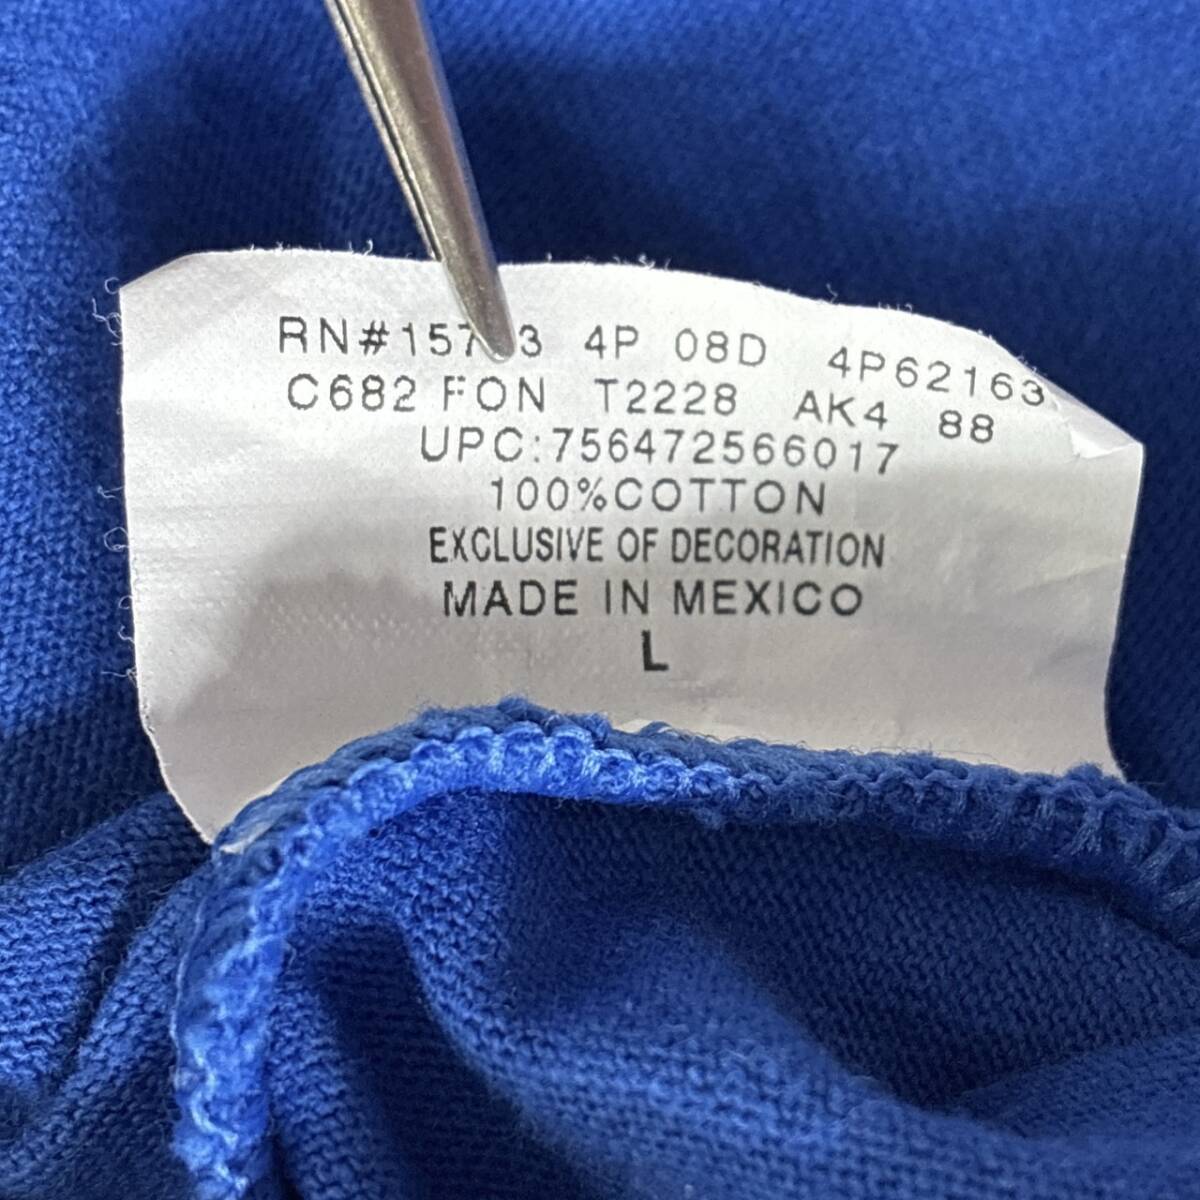 4P 08D 4P62163
C682 FON T2228 AK4 88
UPC:756472566017
100%COTTON
EXCLUSIVE OF DECORATION
MADE IN MEXICO
L